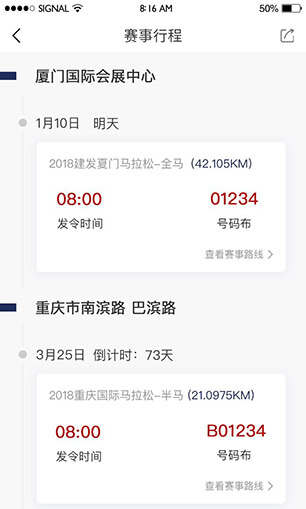 SIGNAL 8:16 AM 50%
赛事行程
厦门国际会展中心
1月10日 明天
2018建发夏门马拉松-全马 (42.105KM)
08:00 01234
发令时间 号码布
查看赛事路线 >
重庆市南滨路 巴滨路
3月25日 倒计时：73天
2018重庆国际马拉松-半马 (21.0975KM)
08:00 B01234
发令时间 号码布
查看赛事路线 >